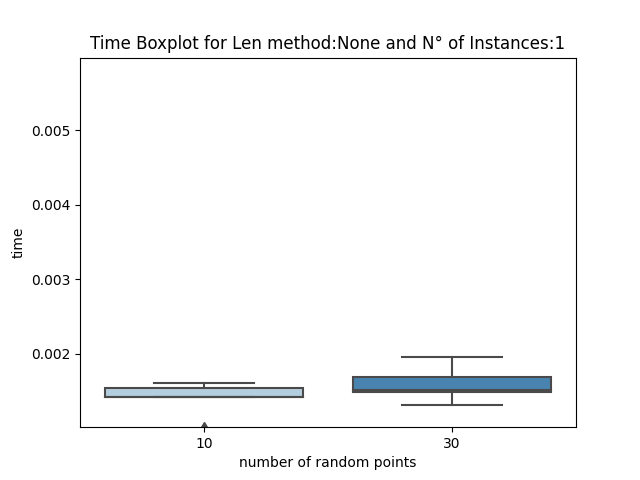 Time Boxplot for Len method:None and N° of Instances:1
0.005
0.004
0.003
0.002
time
10 30
number of random points